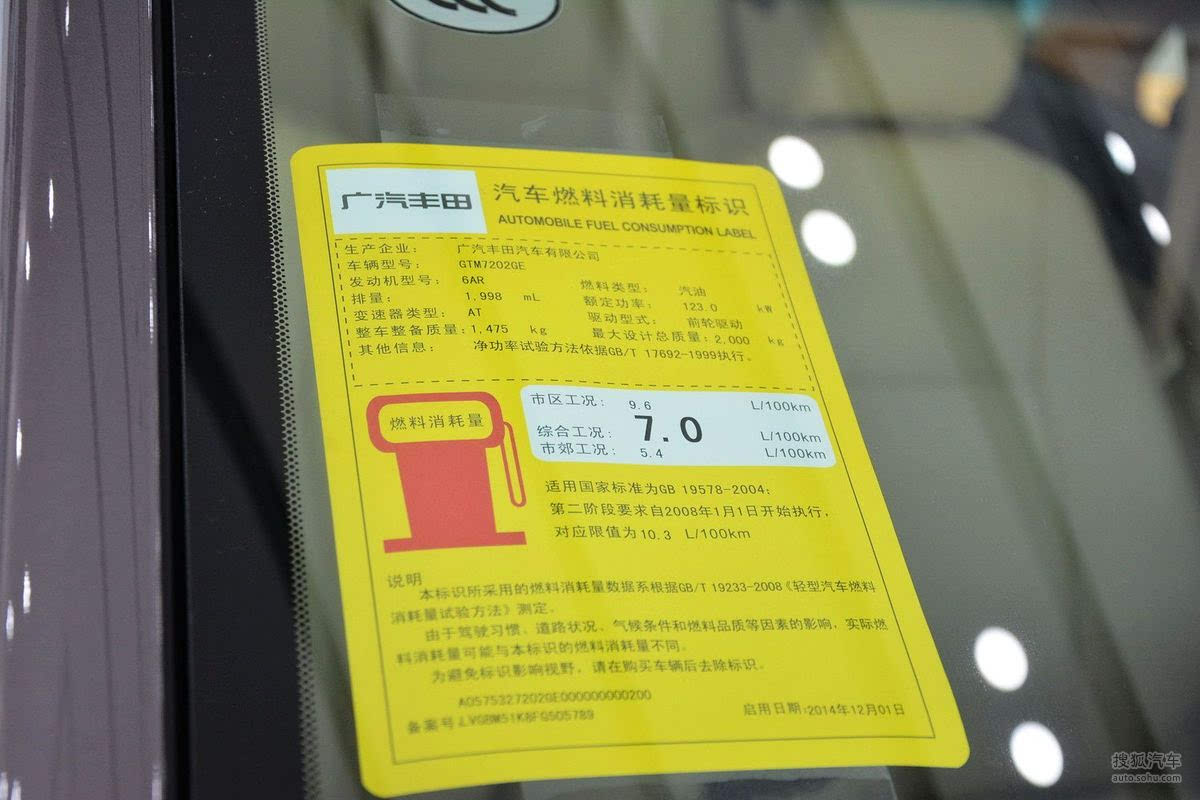 广汽丰田
汽车燃料消耗量标识
AUTOMOBILE FUEL CONSUMPTION LABEL
生产企业: 广汽丰田汽车有限公司
车辆型号: GTM7202GE
发动机型号: 6AR 燃料类型: 汽油
排量: 1,998 mL 额定功率: 123.0 kW
变速器类型: AT 驱动型式: 前轮驱动
整车整备质量: 1,475 kg 最大设计总质量: 2,000 kg
其他信息: 净功率试验方法依据GB/T 17692-1999执行。
燃料消耗量
市区工况: 9.6 L/100km
综合工况: 7.0 L/100km
市郊工况: 5.4 L/100km
适用国家标准为GB 19578-2004;
第二阶段要求自2008年1月1日开始执行,
对应限值为10.3 L/100km
说明
本标识所采用的燃料消耗量数据系根据GB/T 19233-2008《轻型汽车燃料
消耗量试验方法》测定。
由于驾驶习惯、道路状况、气候条件和燃料品质等因素的影响,实际燃
料消耗量可能与本标识的燃料消耗量不同。
为避免标识影响视野,请在购买车辆后去除标识。
备案号: 启用日期:2014年12月01日
搜狐汽车
auto.sohu.com